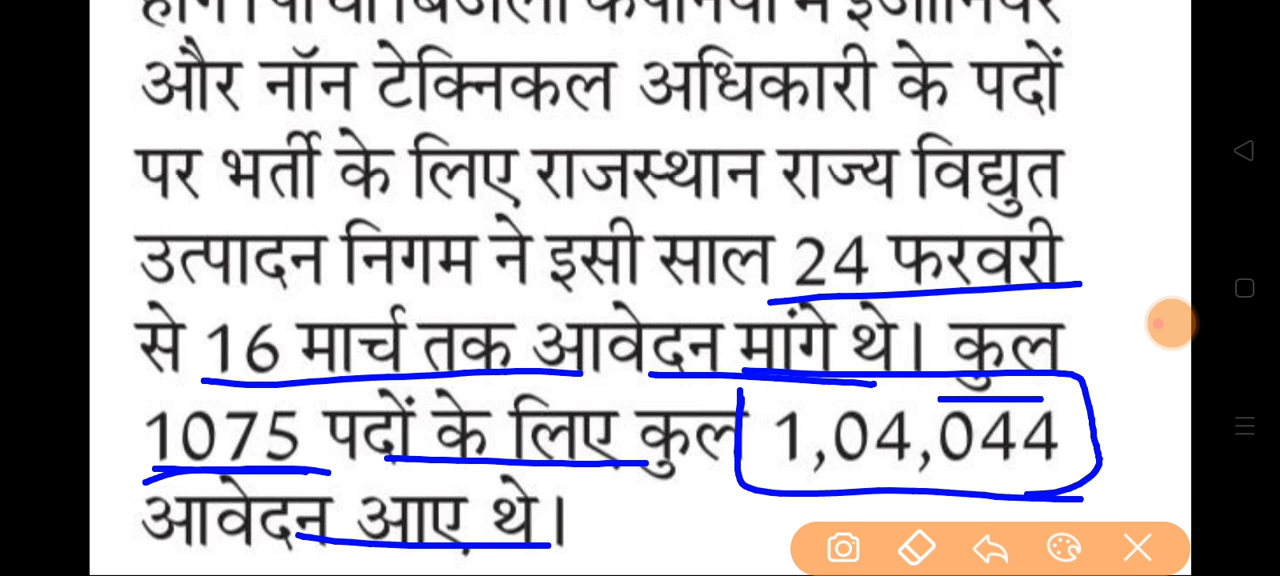 और नॉन टेक्निकल अधिकारी के पदों
पर भर्ती के लिए राजस्थान राज्य विद्युत
उत्पादन निगम ने इसी साल 24 फरवरी
से 16 मार्च तक आवेदन मांगे थे। कुल
1075 पदों के लिए कुल 1,04,044
आवेदन आए थे।